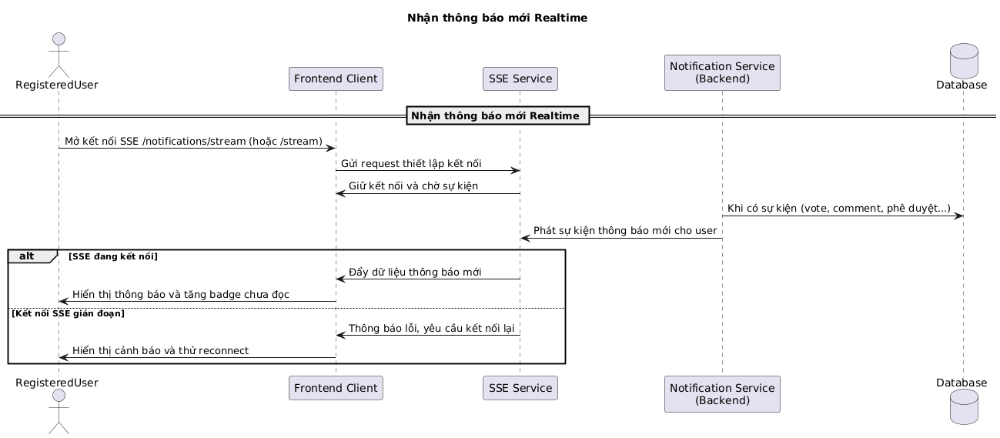 Nhận thông báo mới Realtime
RegisteredUser
Frontend Client
SSE Service
Notification Service
(Backend)
Database
Nhận thông báo mới Realtime
Mở kết nối SSE /notifications/stream (hoặc /stream)
Gửi request thiết lập kết nối
Giữ kết nối và chờ sự kiện
Khi có sự kiện (vote, comment, phê duyệt...)
Phát sự kiện thông báo mới cho user
alt
[SSE đang kết nối]
Đẩy dữ liệu thông báo mới
Hiển thị thông báo và tăng badge chưa đọc
[Kết nối SSE gián đoạn]
Thông báo lỗi, yêu cầu kết nối lại
Hiển thị cảnh báo và thử reconnect
RegisteredUser
Frontend Client
SSE Service
Notification Service
(Backend)
Database